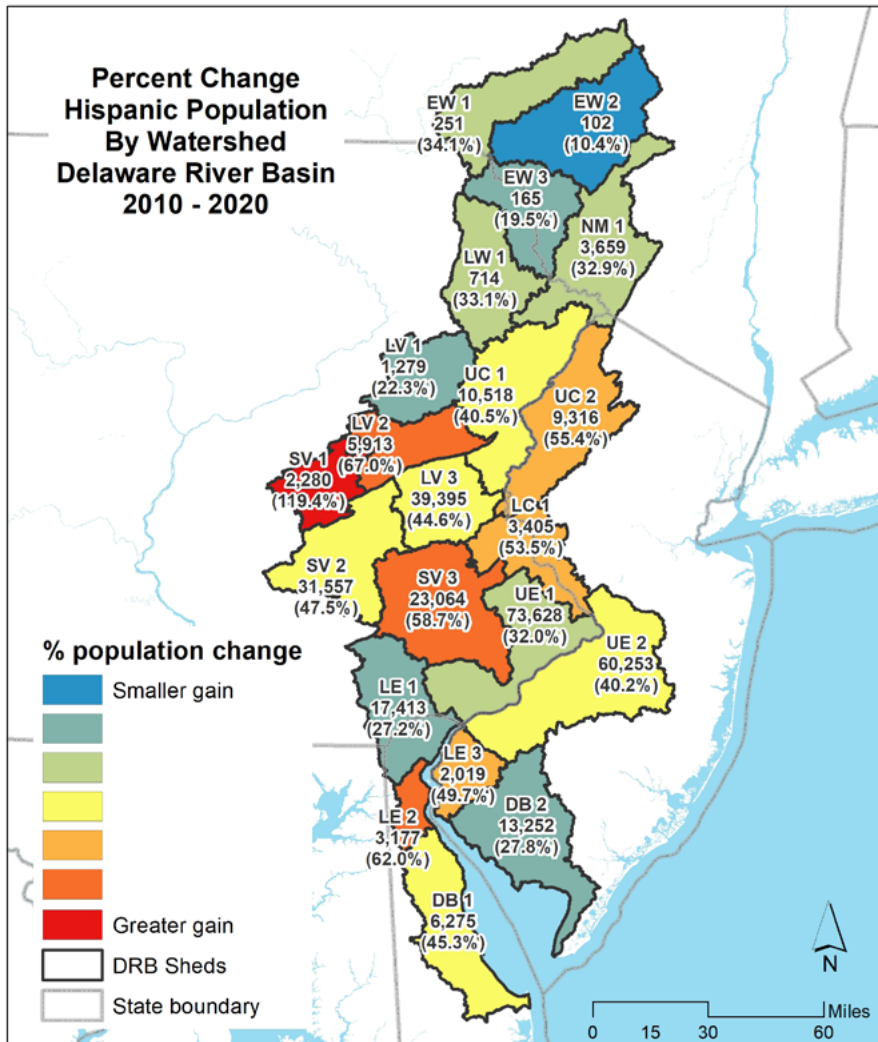 Percent Change
Hispanic Population
By Watershed
Delaware River Basin
2010 - 2020
EW 1
251
(34.1%)
EW 2
102
(10.4%)
EW 3
165
(19.5%)
NM 1
3,659
(32.9%)
LW 1
714
(33.1%)
LV 1
1,279
(22.3%)
UC 1
10,518
(40.5%)
UC 2
9,316
(55.4%)
LV 2
5,913
(67.0%)
SV 1
2,280
(119.4%)
LV 3
39,395
(44.6%)
LC 1
3,405
(53.5%)
SV 2
31,557
(47.5%)
SV 3
23,064
(58.7%)
UE 1
73,628
(32.0%)
UE 2
60,253
(40.2%)
LE 1
17,413
(27.2%)
LE 3
2,019
(49.7%)
LE 2
3,177
(62.0%)
DB 2
13,252
(27.8%)
DB 1
6,275
(45.3%)
% population change
Smaller gain
Greater gain
DRB Sheds
State boundary
N
Miles
0 15 30 60